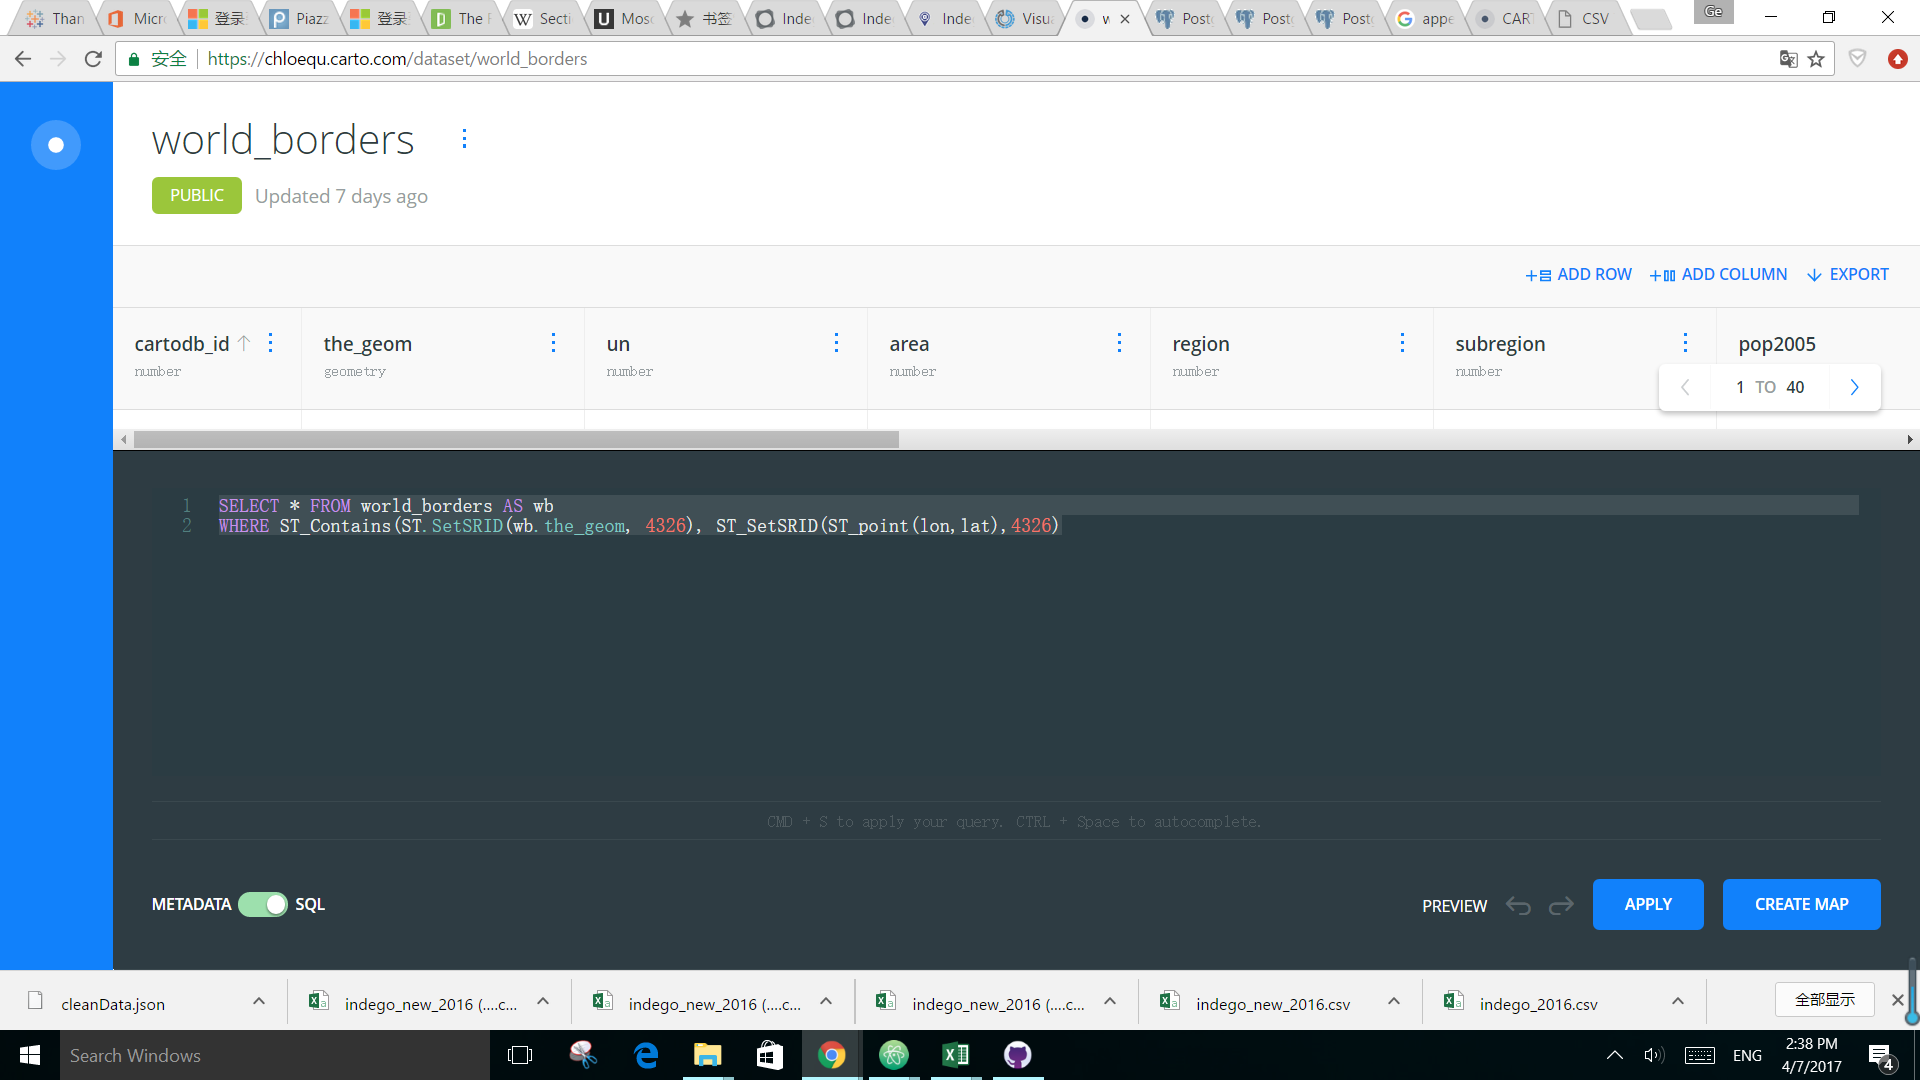 Than
Micr
登录
Piazz
登录
The F
Secti
Mosc
书签
Inde
Inde
Inde
Visua
w
Post
Post
Post
appe
CART
CSV
Ge
安全 https://chloequ.carto.com/dataset/world_borders
world_borders
PUBLIC Updated 7 days ago
ADD ROW ADD COLUMN EXPORT
cartodb_id the_geom un area region subregion pop2005
number geometry number number number number
1 TO 40
1 SELECT * FROM world_borders AS wb
2 WHERE ST_Contains(ST.SetSRID(wb.the_geom, 4326), ST_SetSRID(ST_point(lon,lat),4326)
CMD + S to apply your query. CTRL + Space to autocomplete.
METADATA SQL PREVIEW APPLY CREATE MAP
cleanData.json indego_new_2016 (....c... indego_new_2016 (....c... indego_new_2016 (....c... indego_new_2016.csv indego_2016.csv 全部显示
Search Windows ENG 2:38 PM
4/7/2017 4